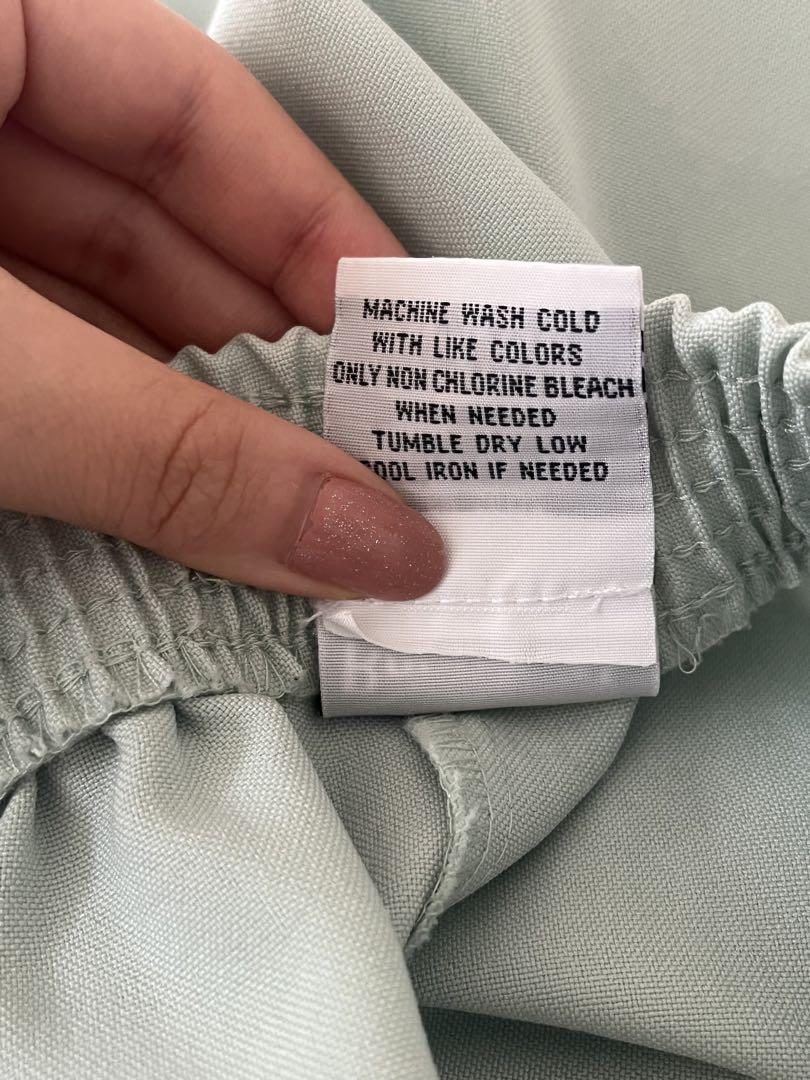 MACHINE WASH COLD
WITH LIKE COLORS
ONLY NON CHLORINE BLEACH
WHEN NEEDED
TUMBLE DRY LOW
COOL IRON IF NEEDED